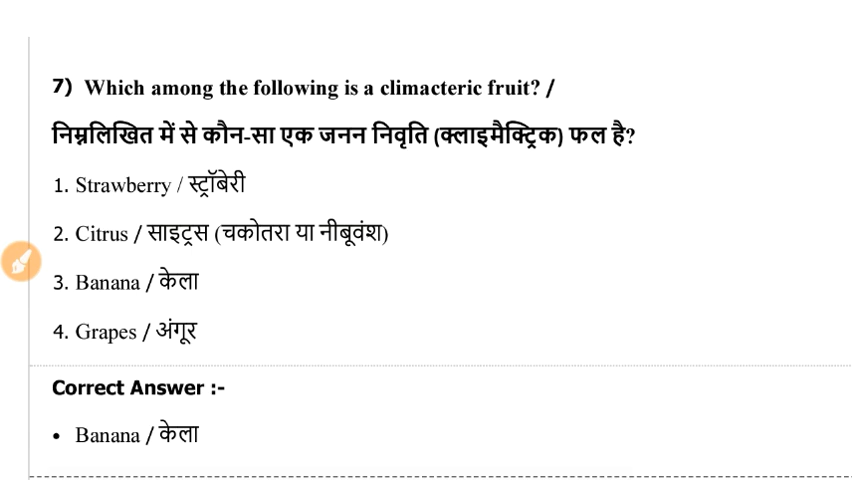 7) Which among the following is a climacteric fruit? /
निम्नलिखित में से कौन-सा एक जनन निवृति (क्लाइमैक्ट्रिक) फल है?
1. Strawberry / स्ट्रॉबेरी
2. Citrus / साइट्रस (चकोतरा या नीबूवंश)
3. Banana / केला
4. Grapes / अंगूर
Correct Answer :-
• Banana / केला